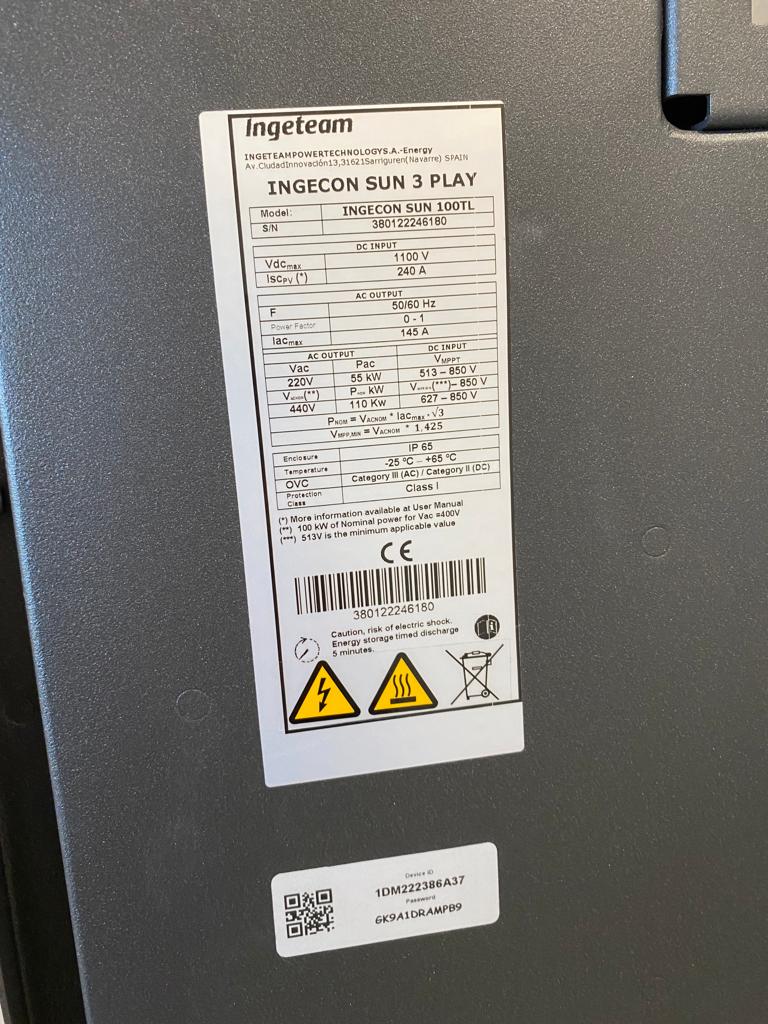 Ingeteam
INGETEAMPOWERTECHNOLOGYS.A.-Energy
Av.CiudadInnovación13,31621Sarriguren(Navarre) SPAIN
INGECON SUN 3 PLAY
Model: INGECON SUN 100TL
S/N 380122246180
DC INPUT
Vdcmax 1100 V
IscPV (*) 240 A
AC OUTPUT
F 50/60 Hz
Power Factor 0 - 1
Iacmax 145 A
AC OUTPUT DC INPUT
Vac Pac VMPPT
220V 55 kW 513 – 850 V
VACNOM(**) PNOM kW (***)– 850 V
440V 110 Kw 627 – 850 V
PNOM = VACNOM * Iacmax * √3
VMPP,MIN = VACNOM * 1.425
Enclosure IP 65
Temperature -25 ºC – +65 ºC
OVC Category III (AC) / Category II (DC)
Protection Class Class I
(*) More information available at User Manual
(**) 100 kW of Nominal power for Vac =400V
(***) 513V is the minimum applicable value
CE
380122246180
Caution, risk of electric shock.
Energy storage timed discharge
5 minutes.
Device ID
1DM222386A37
Password
GK9A1DRAMPB9